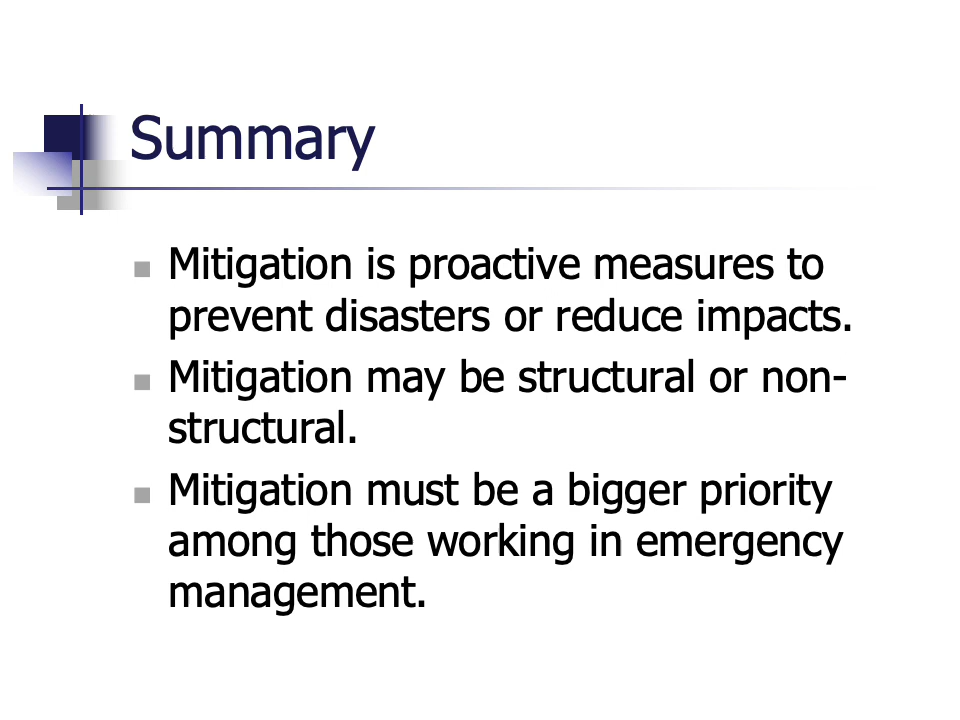 Summary
Mitigation is proactive measures to
prevent disasters or reduce impacts.
Mitigation may be structural or non-
structural.
Mitigation must be a bigger priority
among those working in emergency
management.